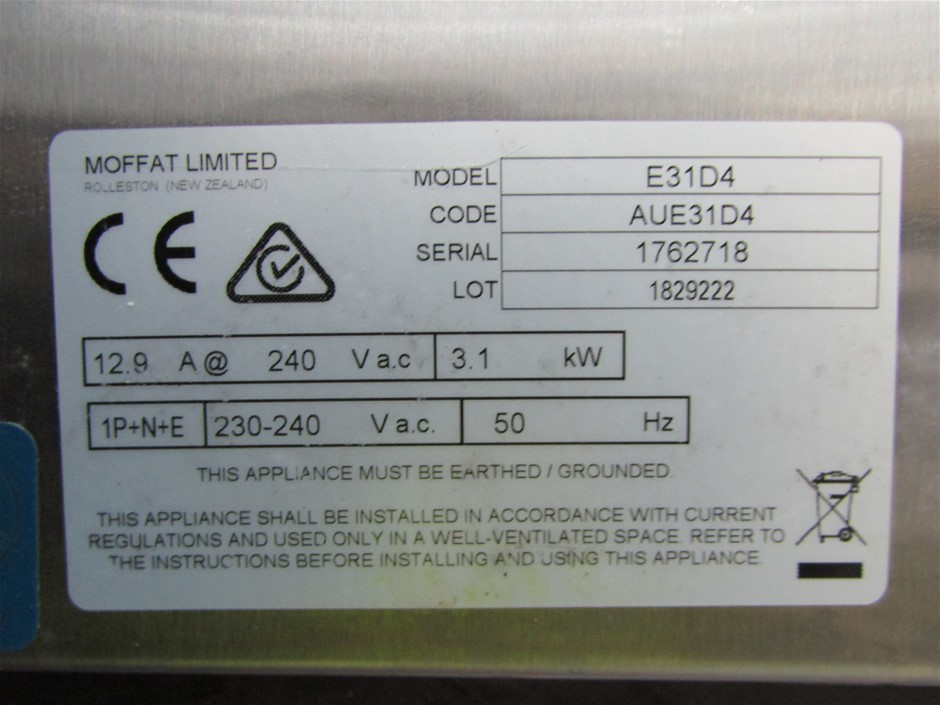 MOFFAT LIMITED
ROLLESTON (NEW ZEALAND)
CE
MODEL E31D4
CODE AUE31D4
SERIAL 1762718
LOT 1829222
12.9 A@ 240 V a.c 3.1 kW
1P+N+E 230-240 V a.c. 50 Hz
THIS APPLIANCE MUST BE EARTHED / GROUNDED.
THIS APPLIANCE SHALL BE INSTALLED IN ACCORDANCE WITH CURRENT
REGULATIONS AND USED ONLY IN A WELL-VENTILATED SPACE. REFER TO
THE INSTRUCTIONS BEFORE INSTALLING AND USING THIS APPLIANCE.